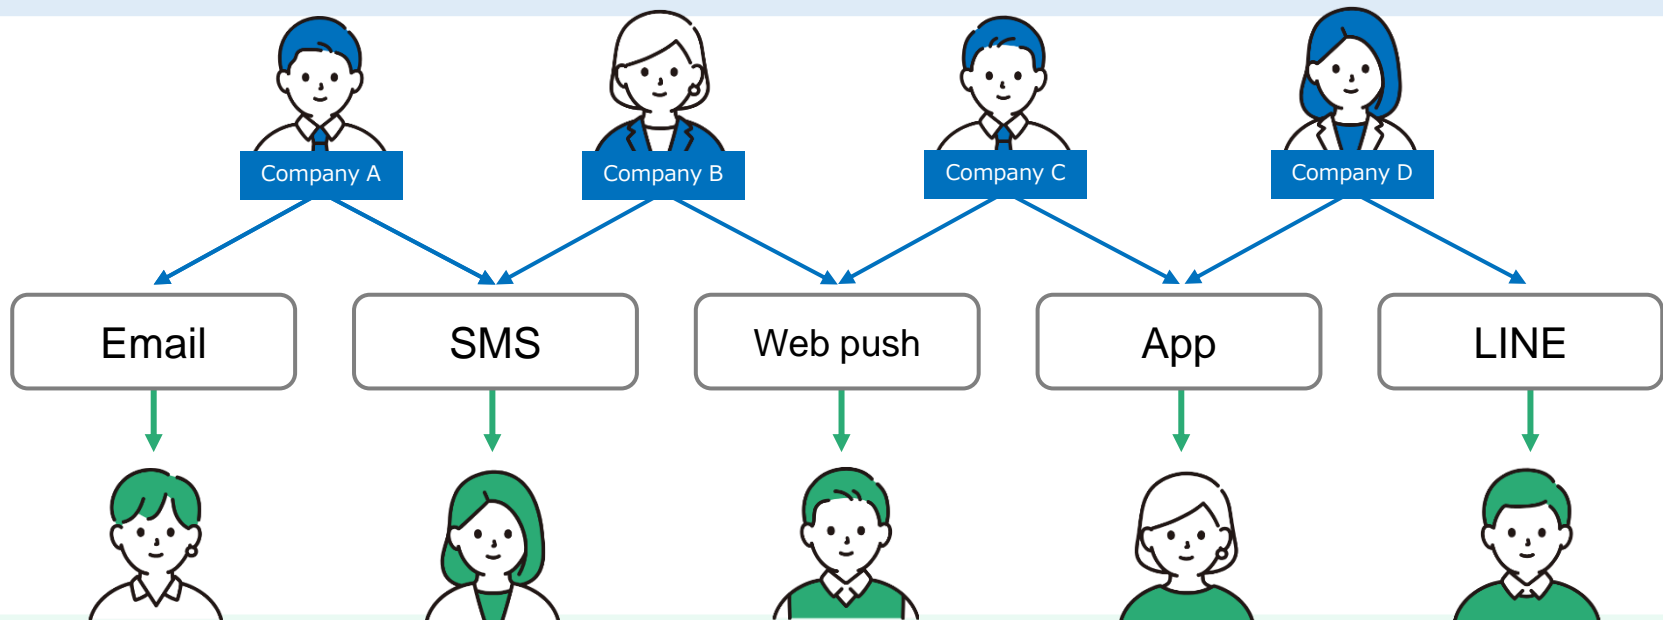 Company A
Company B
Company C
Company D
Email
SMS
Web push
App
LINE